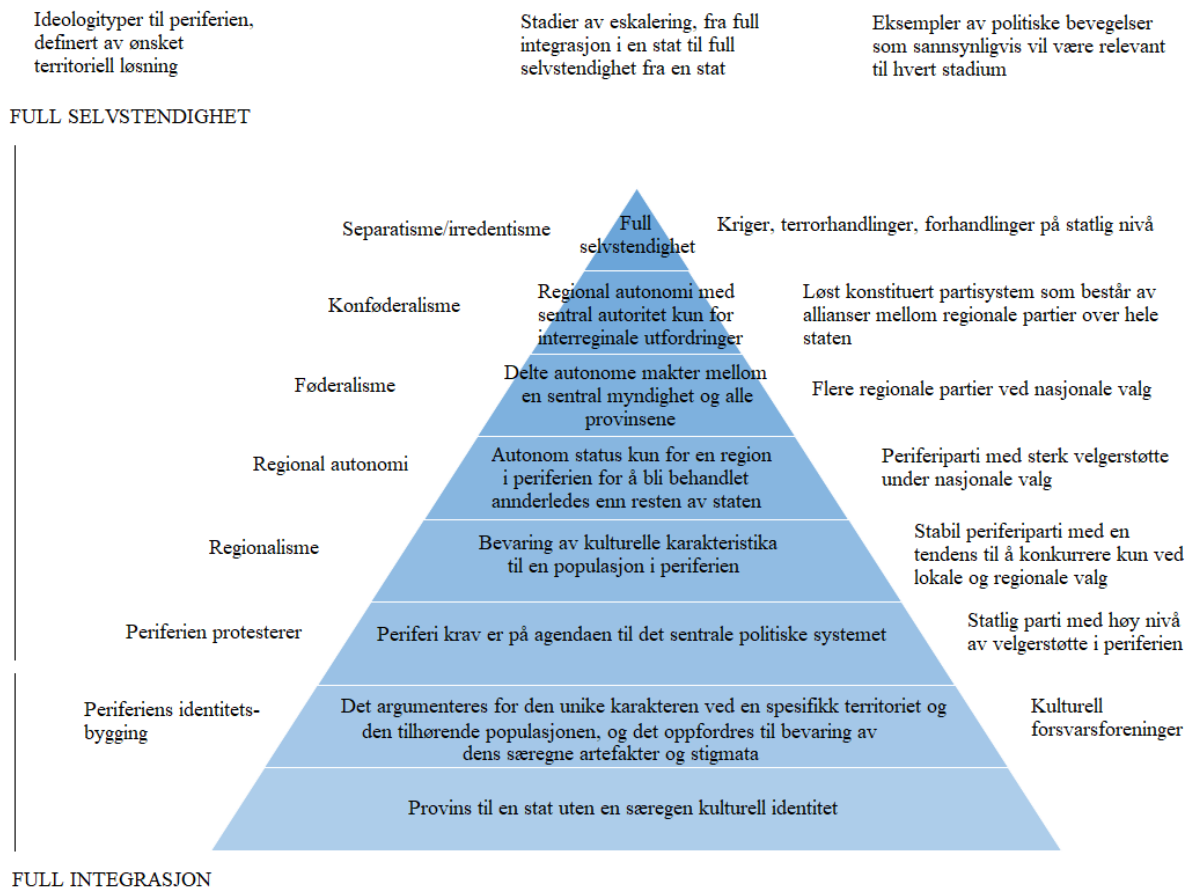 Ideologityper til periferien,
definert av ønsket
territoriell løsning
Stadier av eskalering, fra full
integrasjon i en stat til full
selvstendighet fra en stat
Eksempler av politiske bevegelser
som sannsynligvis vil være relevant
til hvert stadium
FULL SELVSTENDIGHET
Separatisme/irredentisme
Full
selvstendighet
Kriger, terrorhandlinger, forhandlinger på statlig nivå
Konføderalisme
Regional autonomi med
sentral autoritet kun for
interreginale utfordringer
Løst konstituert partisystem som består av
allianser mellom regionale partier over hele
staten
Føderalisme
Delte autonome makter mellom
en sentral myndighet og alle
provinsene
Flere regionale partier ved nasjonale valg
Regional autonomi
Autonom status kun for en region
i periferien for å bli behandlet
annderledes enn resten av staten
Periferiparti med sterk velgerstøtte
under nasjonale valg
Regionalisme
Bevaring av kulturelle karakteristika
til en populasjon i periferien
Stabil periferiparti med en
tendens til å konkurrere kun ved
lokale og regionale valg
Periferien protesterer
Periferi krav er på agendaen til det sentrale politiske systemet
Statlig parti med høy nivå
av velgerstøtte i periferien
Periferiens identitets-
bygging
Det argumenteres for den unike karakteren ved en spesifikk territoriet og
den tilhørende populasjonen, og det oppfordres til bevaring av
dens særegne artefakter og stigmata
Kulturell
forsvarsforeninger
Provins til en stat uten en særegen kulturell identitet
FULL INTEGRASJON